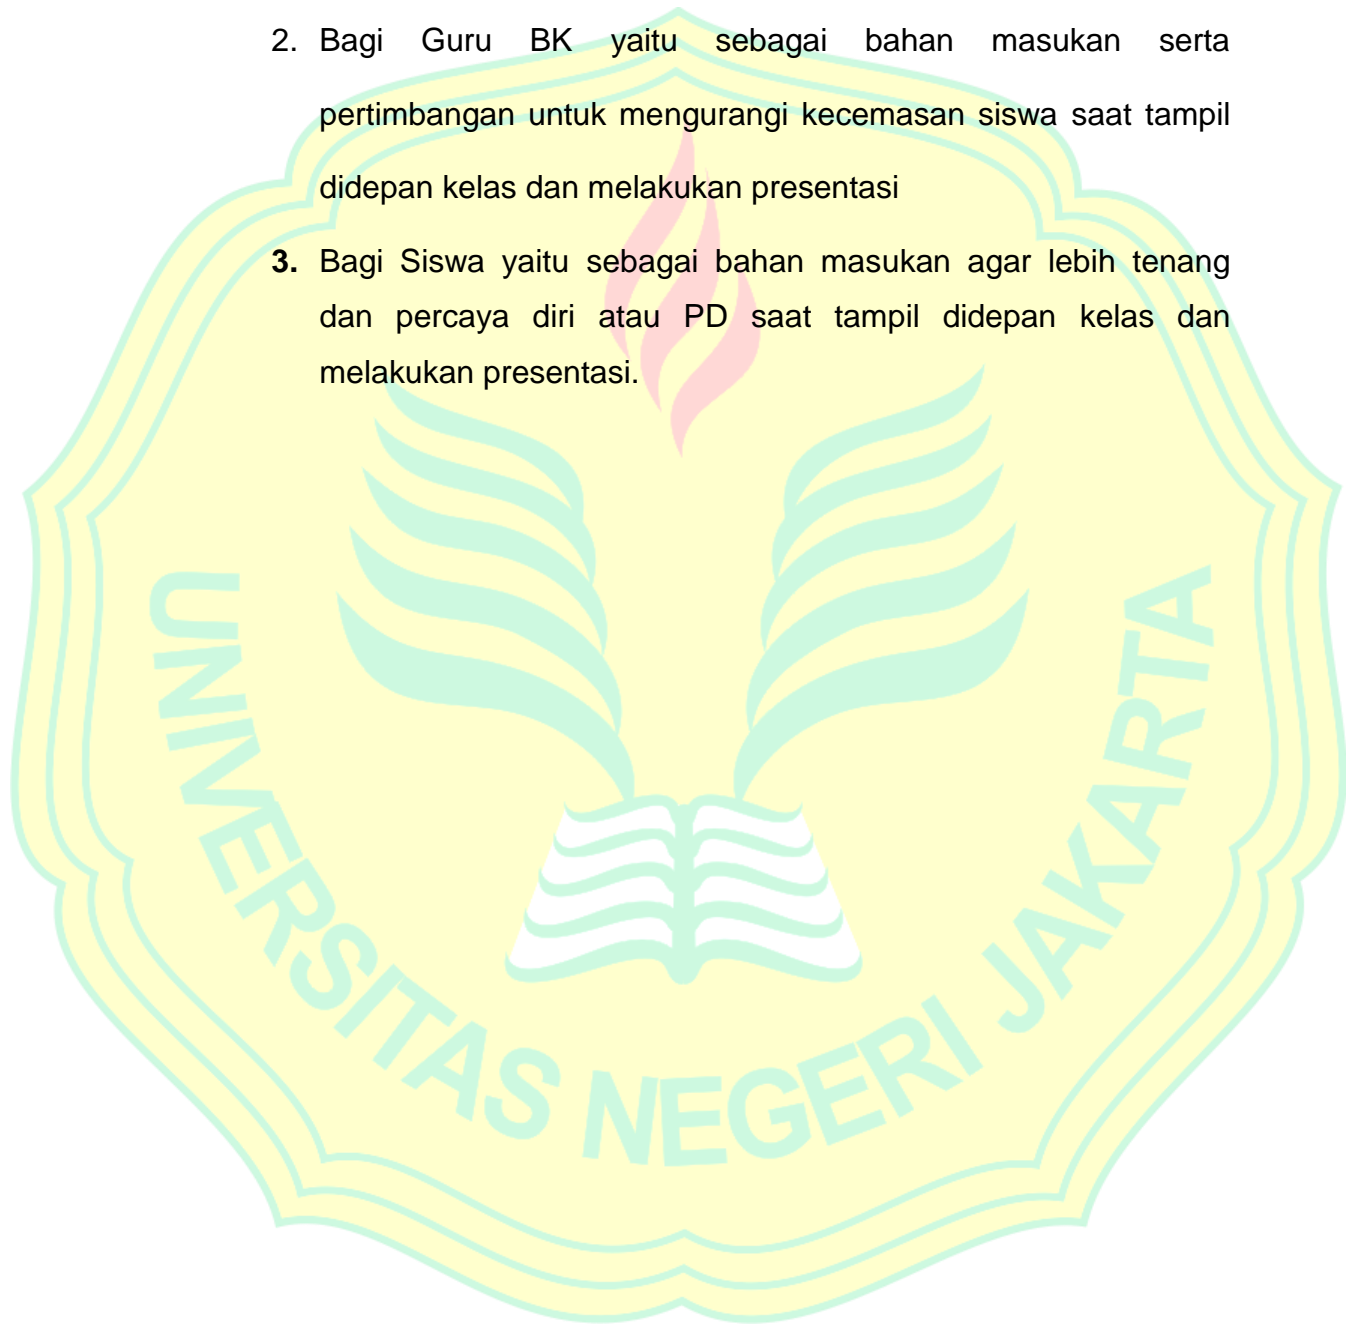 2. Bagi Guru BK yaitu sebagai bahan masukan serta
pertimbangan untuk mengurangi kecemasan siswa saat tampil
didepan kelas dan melakukan presentasi
3. Bagi Siswa yaitu sebagai bahan masukan agar lebih tenang
dan percaya diri atau PD saat tampil didepan kelas dan
melakukan presentasi.
UNIVERSITAS NEGERI JAKARTA